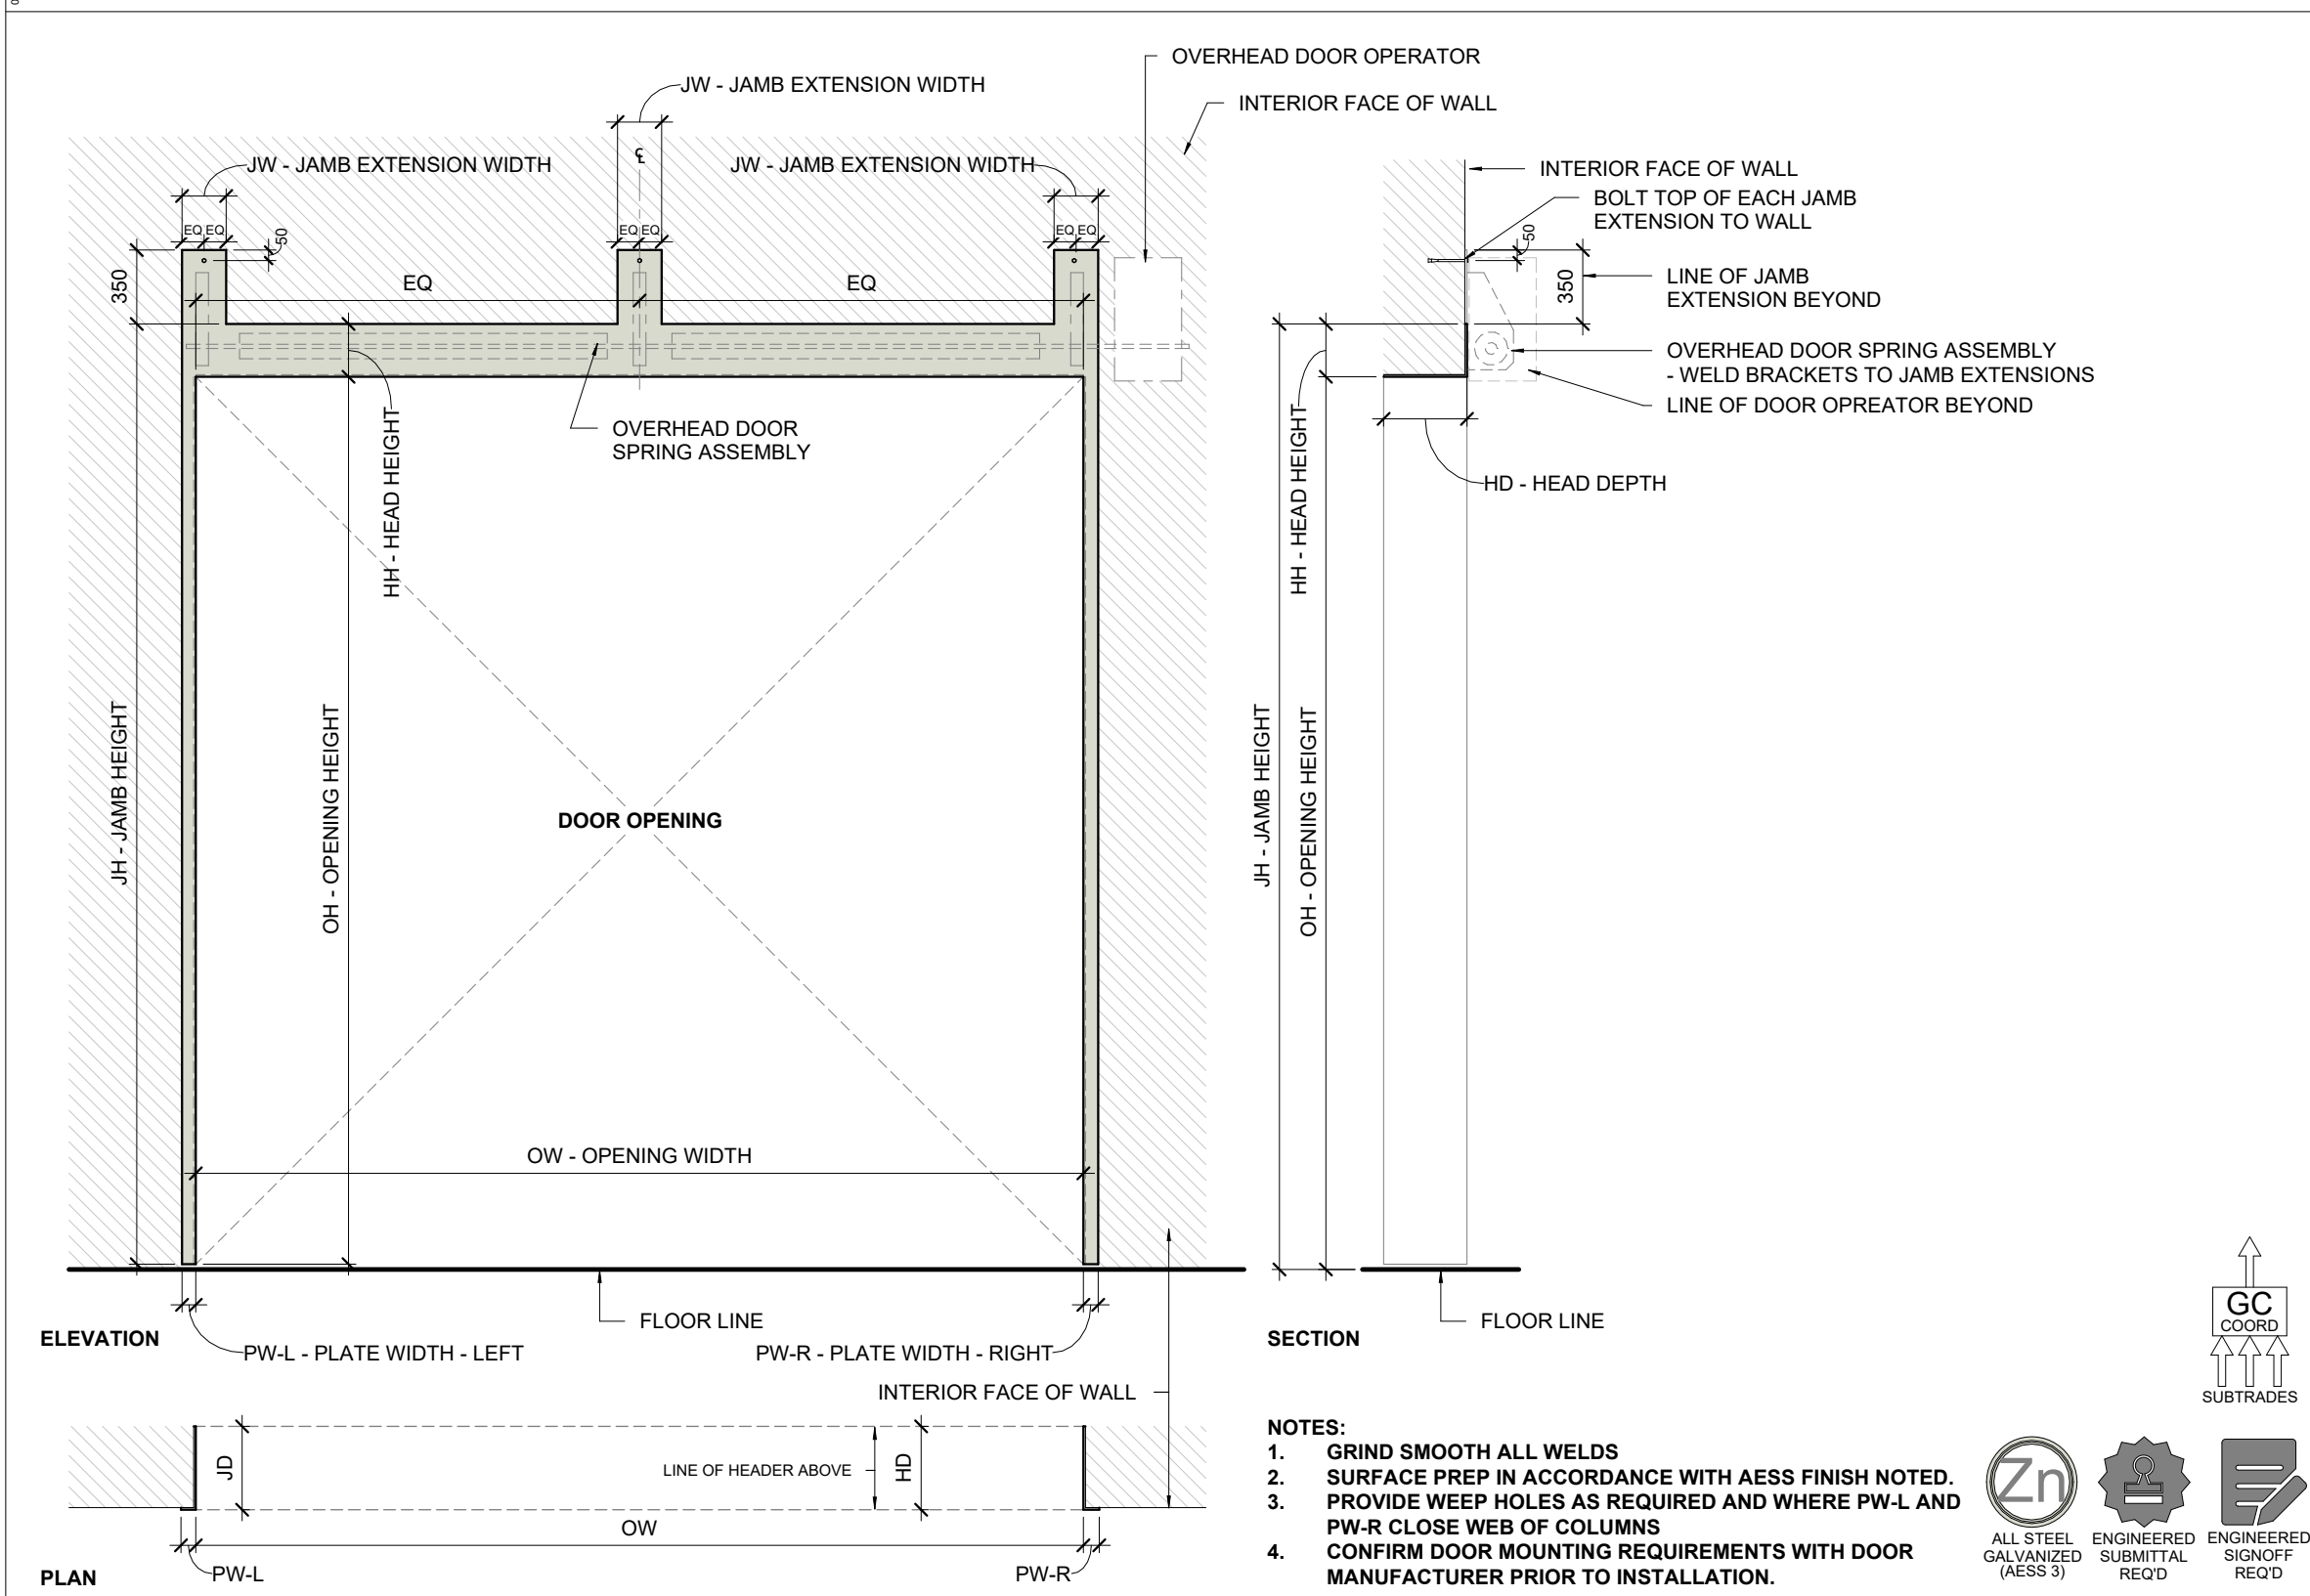 OVERHEAD DOOR OPERATOR
JW - JAMB EXTENSION WIDTH
INTERIOR FACE OF WALL
℄
JW - JAMB EXTENSION WIDTH
JW - JAMB EXTENSION WIDTH
EQ EQ
50
EQ EQ
EQ EQ
350
EQ
EQ
OVERHEAD DOOR
SPRING ASSEMBLY
HH - HEAD HEIGHT
JH - JAMB HEIGHT
OH - OPENING HEIGHT
DOOR OPENING
OW - OPENING WIDTH
FLOOR LINE
ELEVATION
PW-L - PLATE WIDTH - LEFT
PW-R - PLATE WIDTH - RIGHT
INTERIOR FACE OF WALL
JD
LINE OF HEADER ABOVE
HD
OW
PW-L
PW-R
PLAN
INTERIOR FACE OF WALL
BOLT TOP OF EACH JAMB
EXTENSION TO WALL
50
350
LINE OF JAMB
EXTENSION BEYOND
OVERHEAD DOOR SPRING ASSEMBLY
- WELD BRACKETS TO JAMB EXTENSIONS
LINE OF DOOR OPREATOR BEYOND
HD - HEAD DEPTH
HH - HEAD HEIGHT
JH - JAMB HEIGHT
OH - OPENING HEIGHT
FLOOR LINE
SECTION
GC
COORD
SUBTRADES
NOTES:
1. GRIND SMOOTH ALL WELDS
2. SURFACE PREP IN ACCORDANCE WITH AESS FINISH NOTED.
3. PROVIDE WEEP HOLES AS REQUIRED AND WHERE PW-L AND
PW-R CLOSE WEB OF COLUMNS
4. CONFIRM DOOR MOUNTING REQUIREMENTS WITH DOOR
MANUFACTURER PRIOR TO INSTALLATION.
Zn
ALL STEEL
GALVANIZED
(AESS 3)
ENGINEERED
SUBMITTAL
REQ'D
ENGINEERED
SIGNOFF
REQ'D